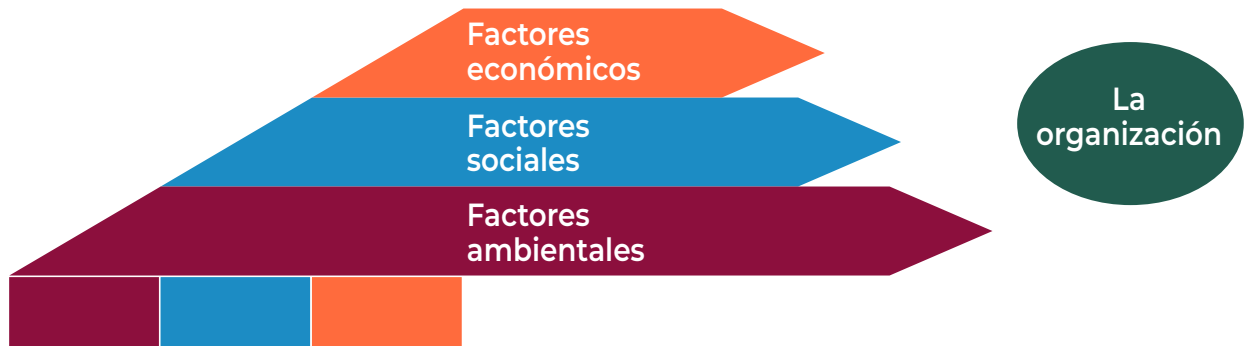 Factores
económicos
Factores
sociales
Factores
ambientales
La
organización